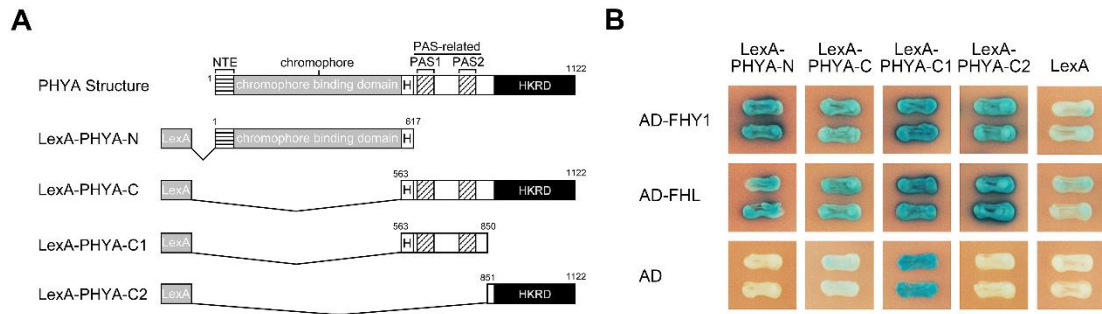 A
PAS-related
NTE chromophore PAS1 PAS2
1 1122
PHYA Structure chromophore binding domain H HKRD
1 617
LexA-PHYA-N LexA chromophore binding domain H
563 1122
LexA-PHYA-C LexA H HKRD
563 850
LexA-PHYA-C1 LexA H
851 1122
LexA-PHYA-C2 LexA HKRD
B
LexA- LexA- LexA- LexA-
PHYA-N PHYA-C PHYA-C1 PHYA-C2 LexA
AD-FHY1
AD-FHL
AD